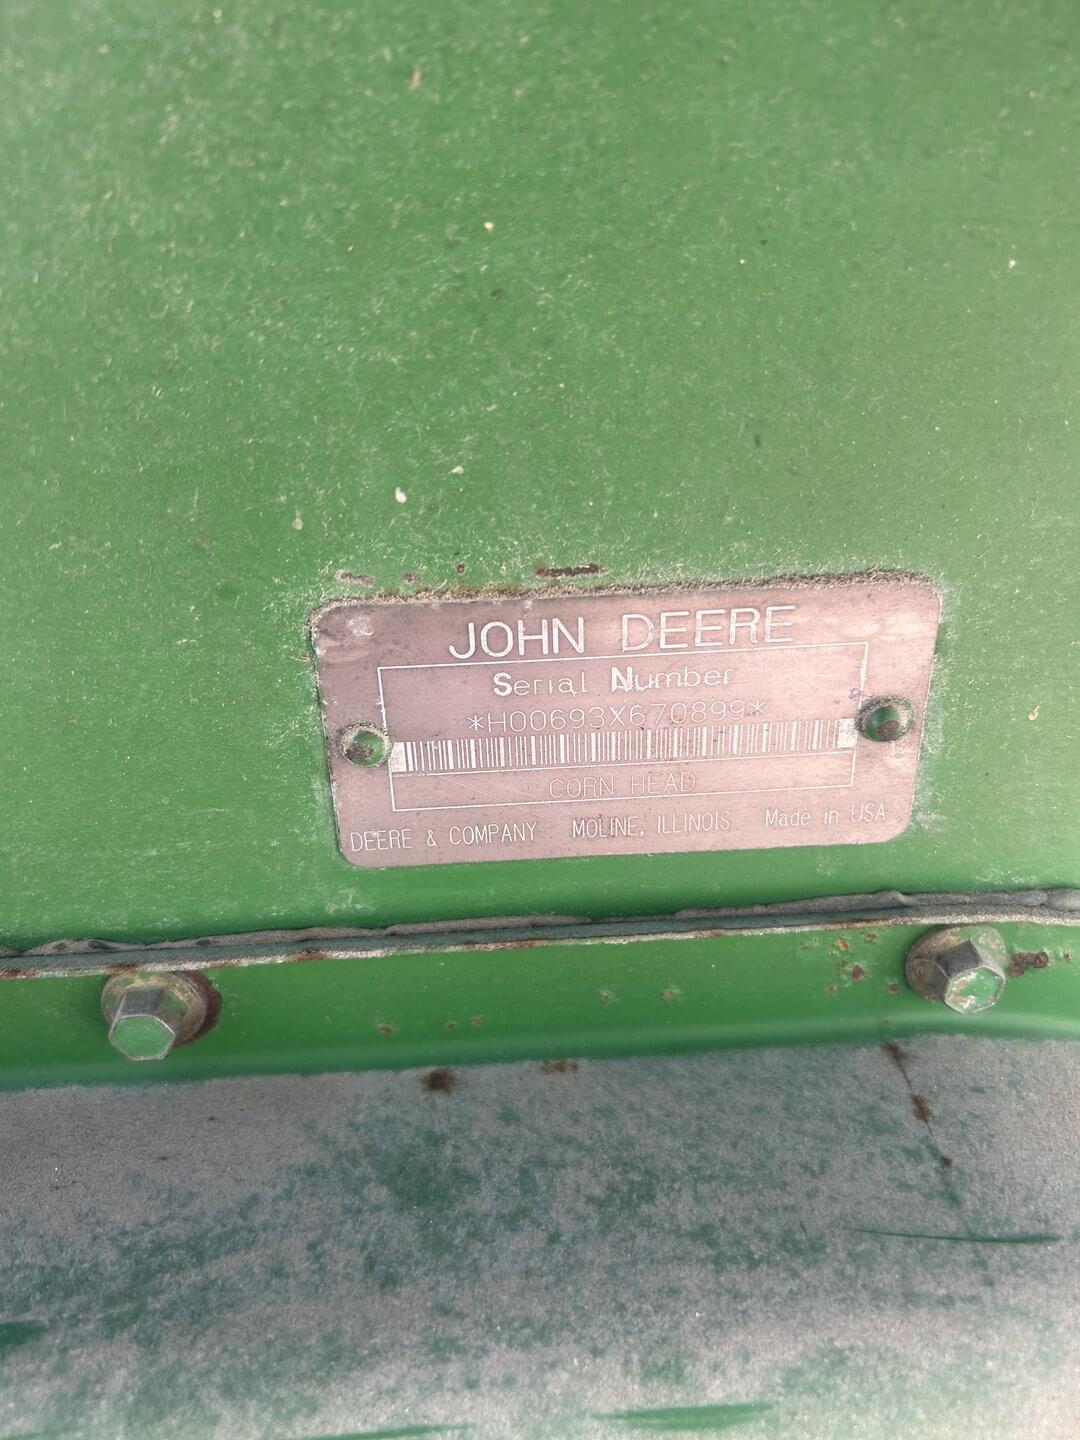 JOHN DEERE
Serial Number
*H00693X670899*
CORN HEAD
DEERE & COMPANY MOLINE, ILLINOIS Made in USA